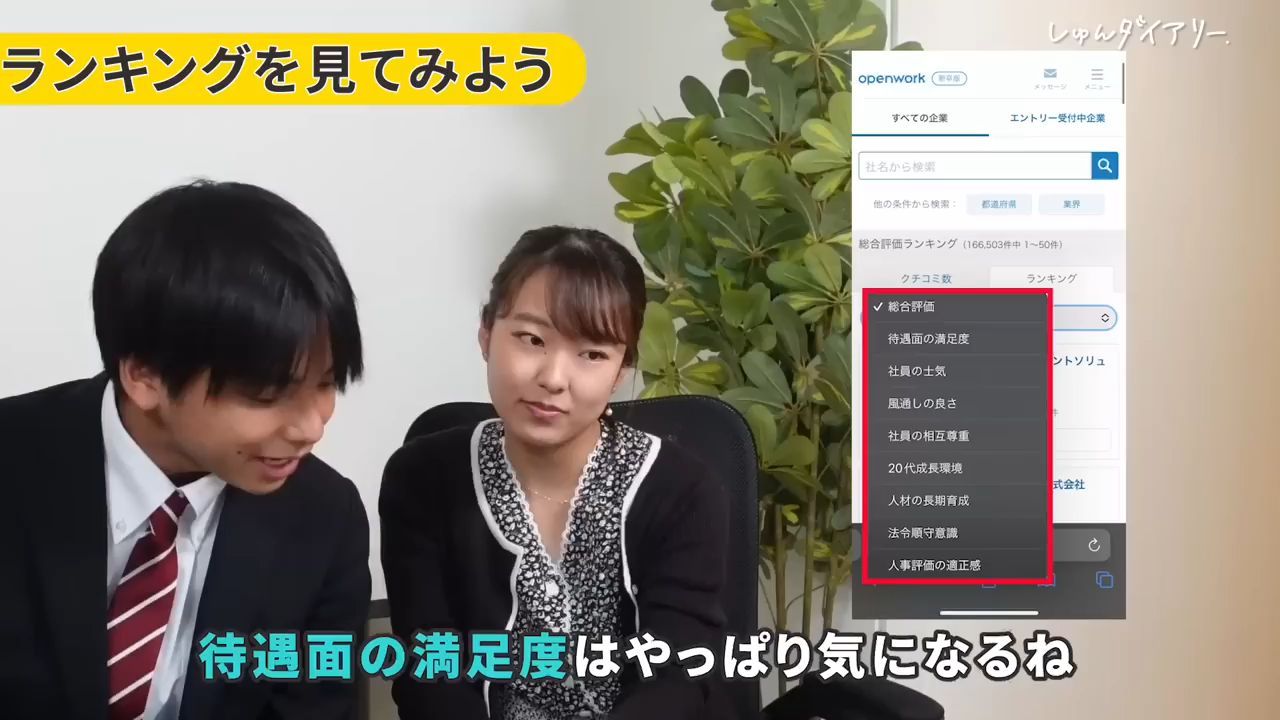 ランキングを見てみよう
しゅんダイアリー.
openwork 新卒版
メッセージ
メニュー
すべての企業
エントリー受付中企業
社名から検索
他の条件から検索:
都道府県
業界
総合評価ランキング (166,503件中 1〜50件)
クチコミ数
ランキング
✓ 総合評価
待遇面の満足度
社員の士気
風通しの良さ
社員の相互尊重
20代成長環境
人材の長期育成
法令順守意識
人事評価の適正感
ントソリュ
件
式会社
待遇面の満足度はやっぱり気になるね